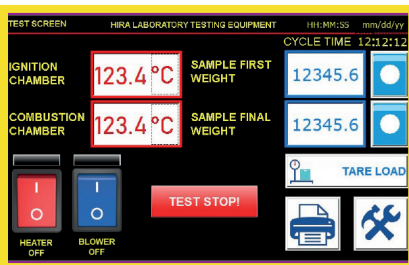 TEST SCREEN HIRA LABORATORY TESTING EQUIPMENT HH:MM:SS mm/dd/yy
CYCLE TIME 12:12:12
IGNITION CHAMBER
123.4 °C
SAMPLE FIRST WEIGHT
12345.6
COMBUSTION CHAMBER
123.4 °C
SAMPLE FINAL WEIGHT
12345.6
TARE LOAD
TEST STOP!
HEATER OFF
BLOWER OFF